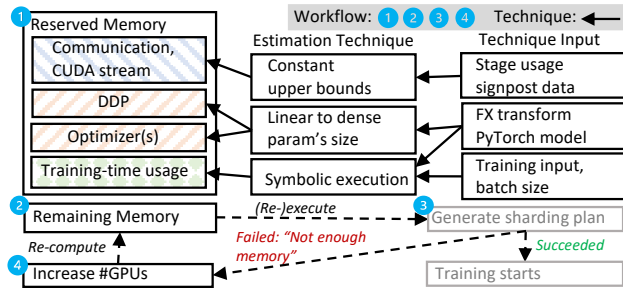 Workflow: 1 2 3 4 Technique:
1 Reserved Memory
Estimation Technique
Technique Input
Communication,
CUDA stream
Constant
upper bounds
Stage usage
signpost data
DDP
Linear to dense
param's size
FX transform
PyTorch model
Optimizer(s)
Training-time usage
Symbolic execution
Training input,
batch size
2 Remaining Memory
(Re-)execute
3 Generate sharding plan
Re-compute
Failed: "Not enough
memory"
Succeeded
4 Increase #GPUs
Training starts